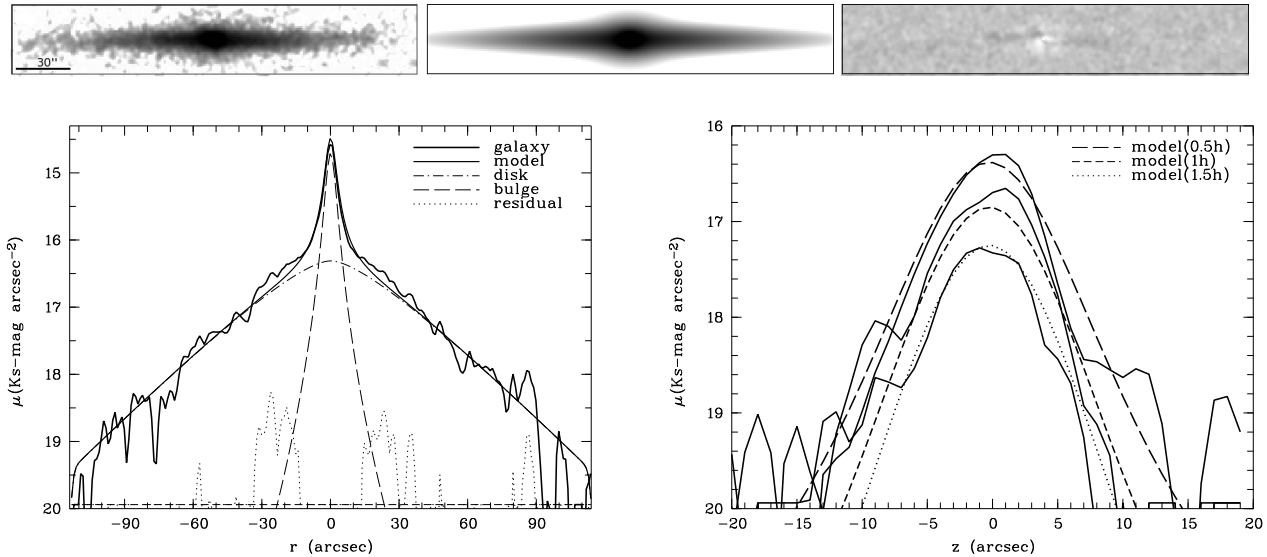 30''
galaxy
model
disk
bulge
residual
15
16
17
18
19
20
μ(Ks-mag arcsec⁻²)
-90 -60 -30 0 30 60 90
r (arcsec)
model(0.5h)
model(1h)
model(1.5h)
16
17
18
19
20
μ(Ks-mag arcsec⁻²)
-20 -15 -10 -5 0 5 10 15 20
z (arcsec)